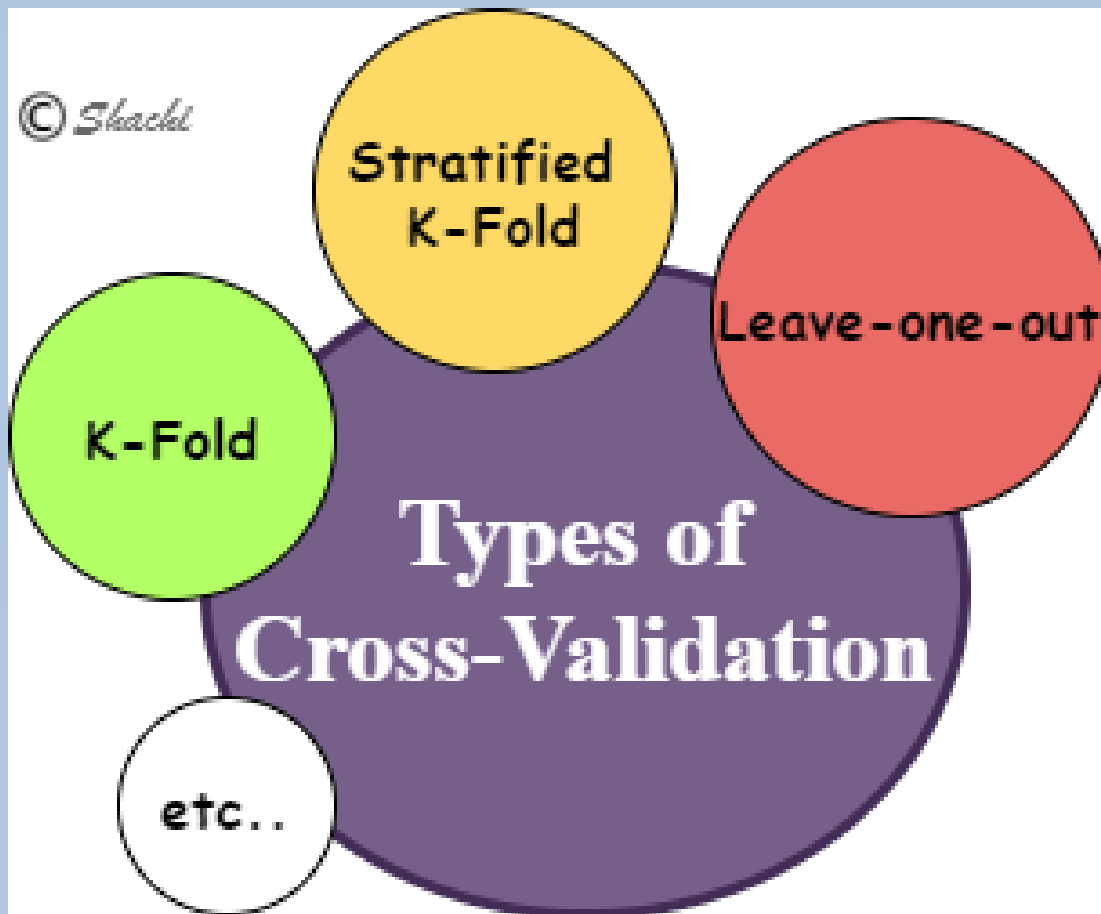 © Shachi
Stratified
K-Fold
Leave-one-out
K-Fold
Types of
Cross-Validation
etc..